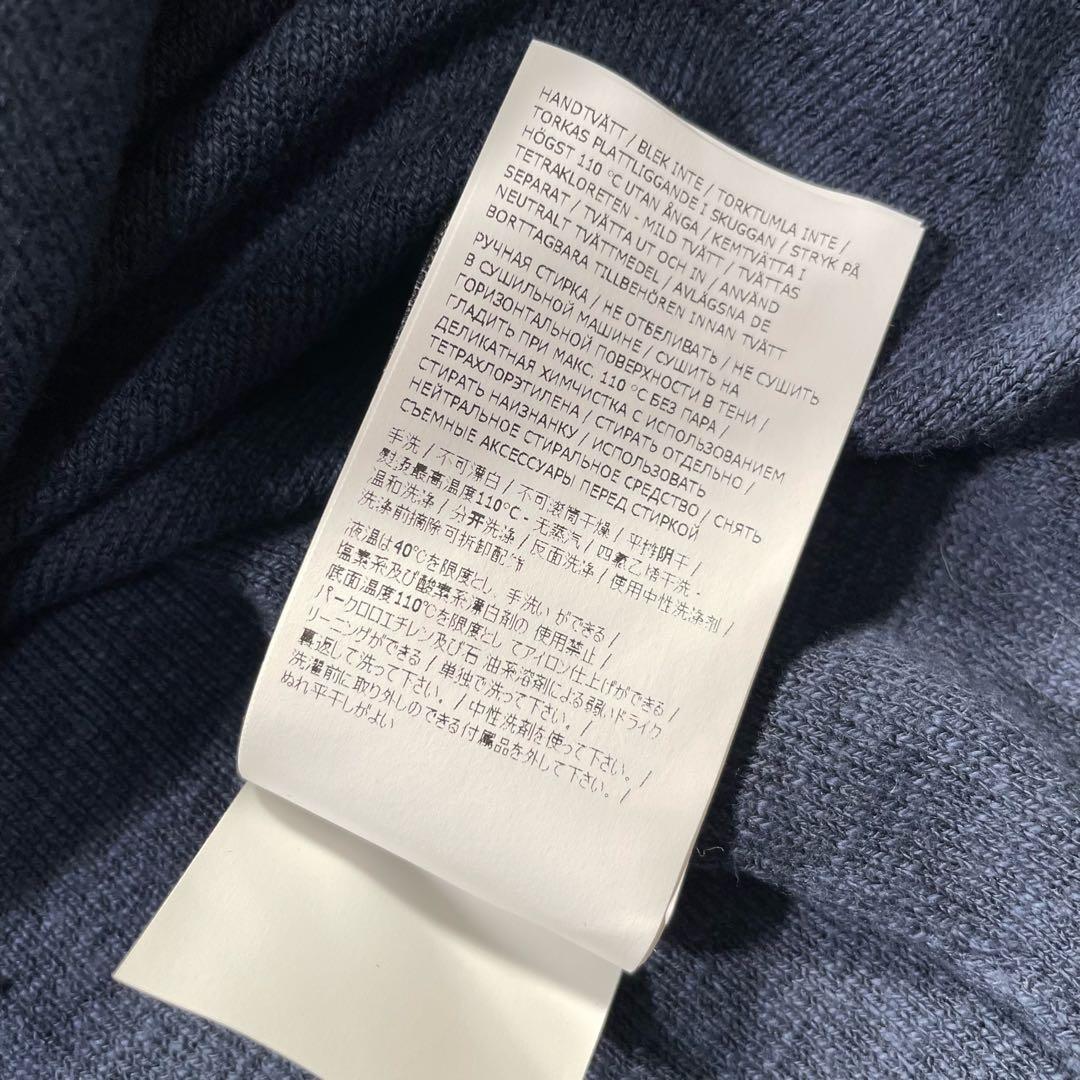 HANDTVÄTT / BLEK INTE / TORKTUMLA INTE /
TORKAS PLATTLIGGANDE I SKUGGAN / STRYK PÅ
HÖGST 110 °C UTAN ÅNGA / KEMTVÄTTA I
TETRAKLORETEN - MILD TVÄTT / TVÄTTAS
SEPARAT / TVÄTTA UT OCH IN / ANVÄND
NEUTRALT TVÄTTMEDEL / AVLÄGSNA DE
BORTTAGBARA TILLBEHÖREN INNAN TVÄTT
РУЧНАЯ СТИРКА / НЕ ОТБЕЛИВАТЬ / НЕ СУШИТЬ
В СУШИЛЬНОЙ МАШИНЕ / СУШИТЬ НА
ГОРИЗОНТАЛЬНОЙ ПОВЕРХНОСТИ В ТЕНИ /
ГЛАДИТЬ ПРИ МАКС. 110 °C БЕЗ ПАРА /
ДЕЛИКАТНАЯ ХИМЧИСТКА С ИСПОЛЬЗОВАНИЕМ
ТЕТРАХЛОРЭТИЛЕНА / СТИРАТЬ ОТДЕЛЬНО /
СТИРАТЬ НАИЗНАНКУ / ИСПОЛЬЗОВАТЬ
НЕЙТРАЛЬНОЕ СТИРАЛЬНОЕ СРЕДСТВО / СНЯТЬ
СЪЕМНЫЕ АКСЕССУАРЫ ПЕРЕД СТИРКОЙ
手洗 / 不可漂白 / 不可滚筒干燥 / 平摊阴干 /
熨烫最高温度110°C - 无蒸汽 / 四氯乙烯干洗 -
温和洗净 / 分开洗净 / 反面洗净 / 使用中性洗净剂 /
洗净前摘除可拆卸配件
液温は40℃を限度とし、手洗い ができる /
塩素系及び酸素系漂白剤の 使用禁止 /
底面温度110℃を限度とし てアイロン仕上げができる /
パークロロエチレン及び石 油系溶剤による弱いドライク
リーニングができる / 単独で洗って下さい。 /
裏返して洗って下さい。 / 中性洗剤を使って下さい。 /
洗濯前に取り外しのできる付属品を外して下さい。 /
ぬれ平干しがよい